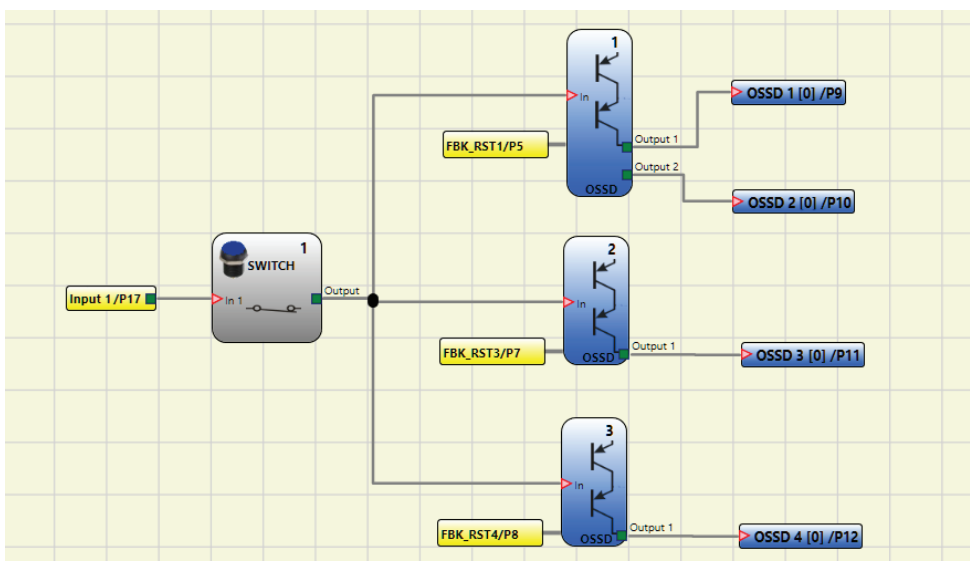 1
In
Output 1
Output 2
OSSD
FBK_RST1/P5
OSSD 1 [0] /P9
OSSD 2 [0] /P10
1
SWITCH
In 1
Output
Input 1/P17
2
In
Output 1
OSSD
FBK_RST3/P7
OSSD 3 [0] /P11
3
In
Output 1
OSSD
FBK_RST4/P8
OSSD 4 [0] /P12